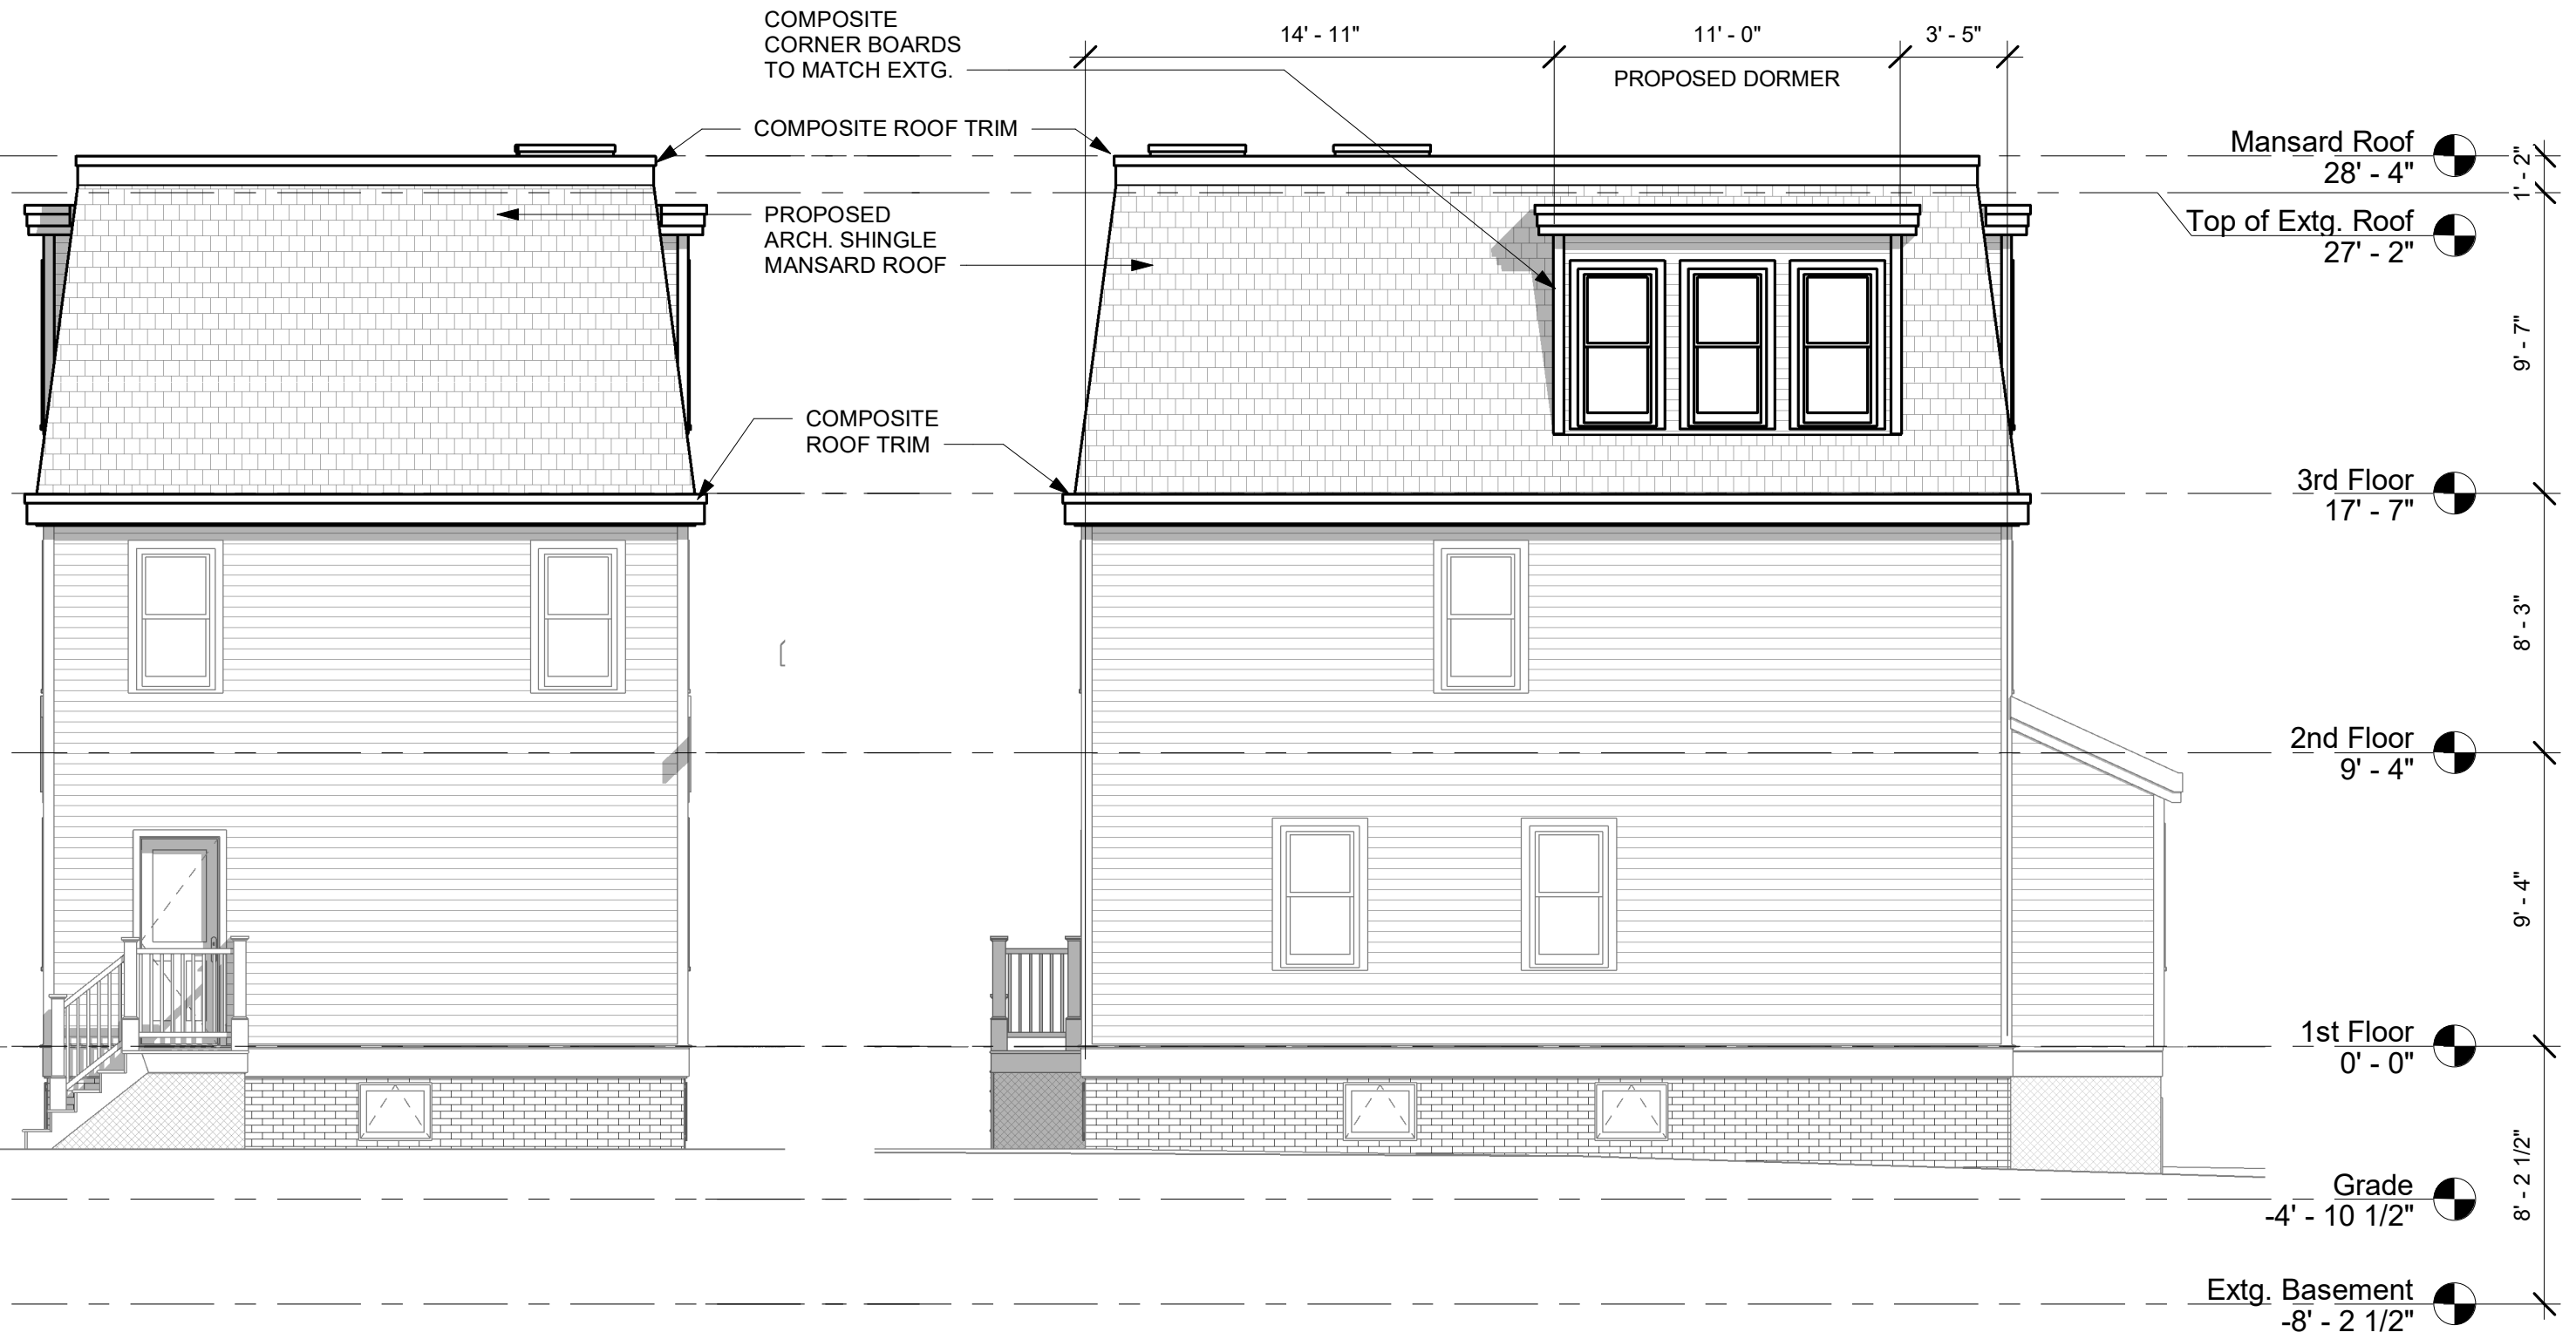 COMPOSITE
CORNER BOARDS
TO MATCH EXTG.
14' - 11"
11' - 0"
3' - 5"
PROPOSED DORMER
COMPOSITE ROOF TRIM
PROPOSED
ARCH. SHINGLE
MANSARD ROOF
COMPOSITE
ROOF TRIM
Mansard Roof
28' - 4"
1' - 2"
Top of Extg. Roof
27' - 2"
9' - 7"
3rd Floor
17' - 7"
8' - 3"
2nd Floor
9' - 4"
9' - 4"
1st Floor
0' - 0"
8' - 2 1/2"
Grade
-4' - 10 1/2"
Extg. Basement
-8' - 2 1/2"